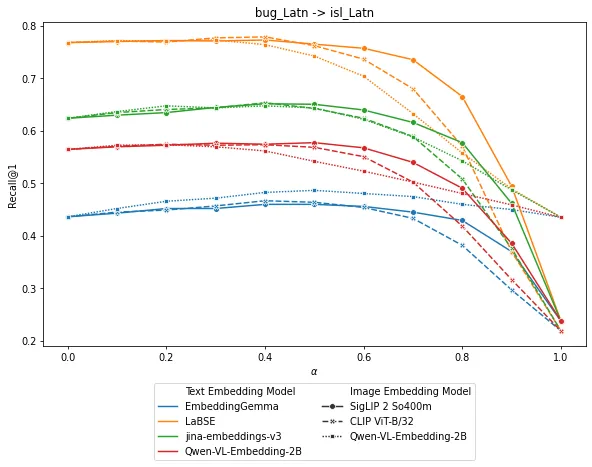 bug_Latn -> isl_Latn
Recall@1
0.8
0.7
0.6
0.5
0.4
0.3
0.2
0.0
0.2
0.4
0.6
0.8
1.0
α
Text Embedding Model
EmbeddingGemma
LaBSE
jina-embeddings-v3
Qwen-VL-Embedding-2B
Image Embedding Model
SigLIP 2 So400m
CLIP ViT-B/32
Qwen-VL-Embedding-2B